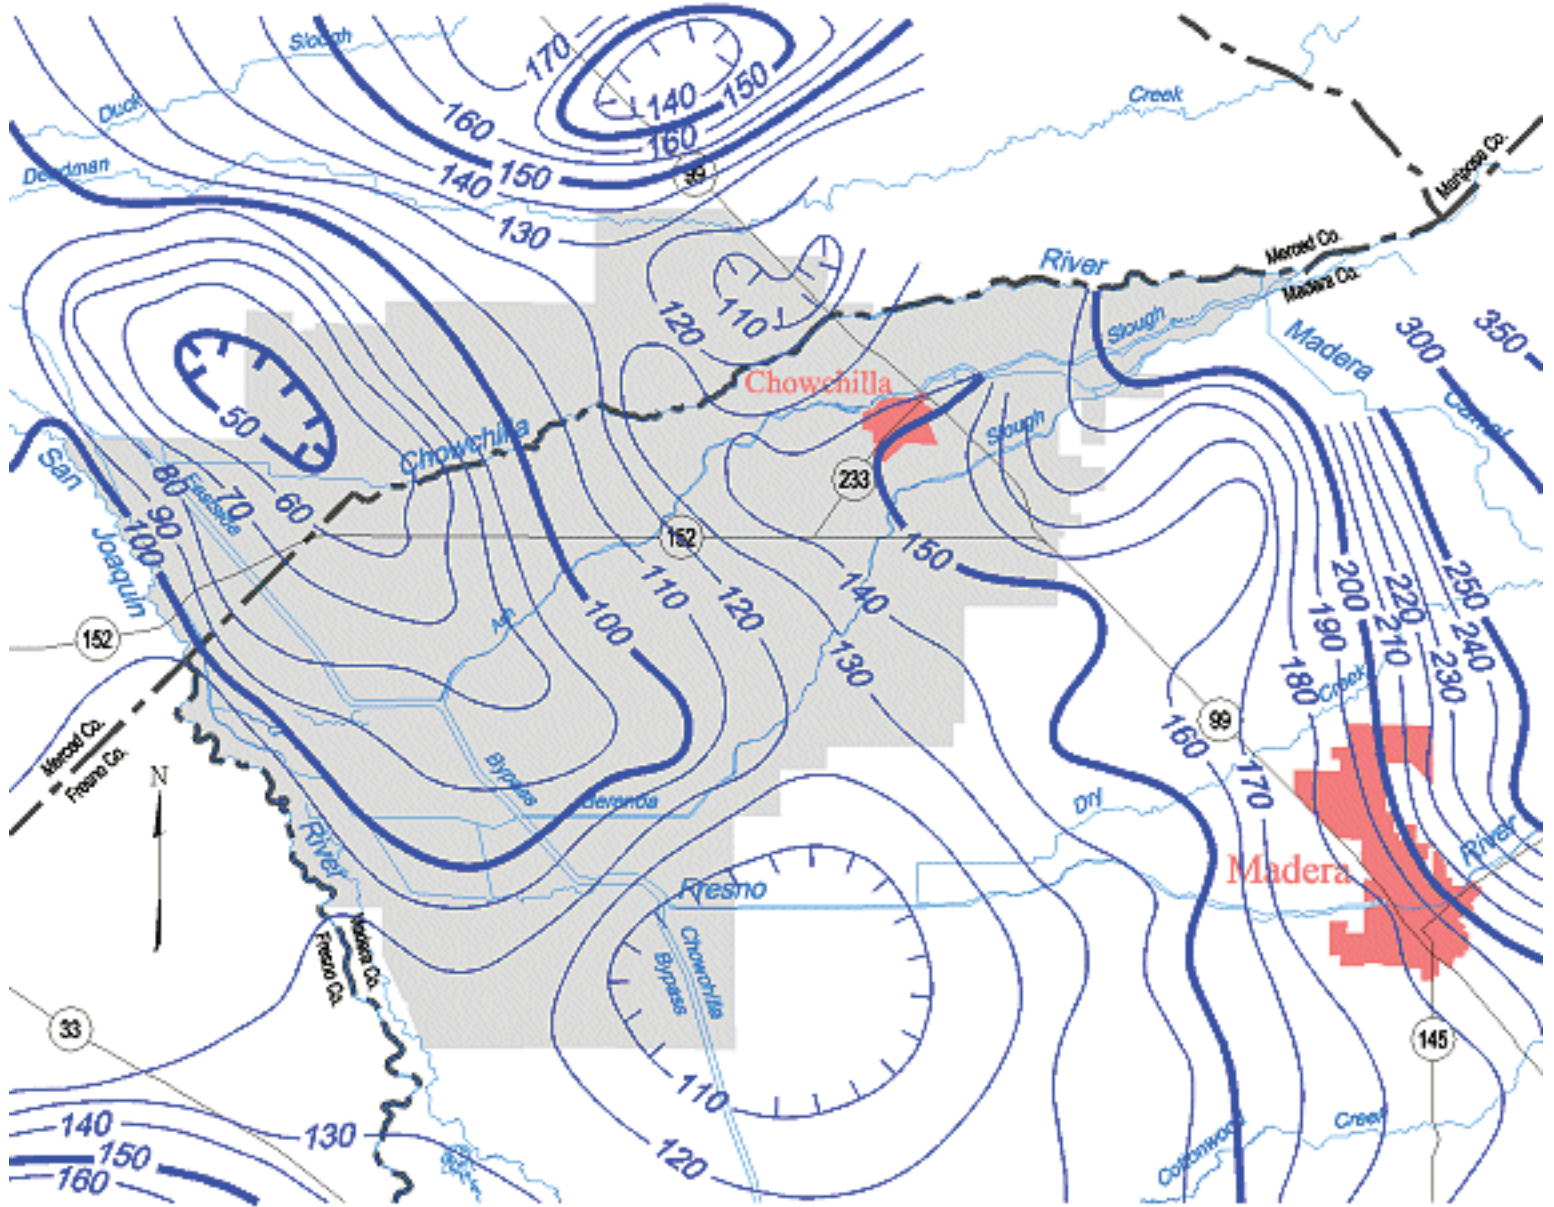 Slough
170
Duck
140
150
160
160
Creek
Deadman
140
150
99
130
Mariposa Co.
River
Merced Co.
Madera Co.
120
110
Slough
Madera
300
350
Canal
Chowchilla
50
Chowchilla
Slough
San
233
80
70
60
Eastside
90
100
152
150
Joaquin
110
120
140
200
220
250
Ash
100
190
210
240
152
130
180
230
Creek
Merced Co.
Fresno Co.
160
99
N
Bypass
Berenda
170
Dry
River
River
Fresno
Madera
Madera Co.
Fresno Co.
Chowchilla
Bypass
33
145
110
140
130
150
160
120
Cottonwood
Creek